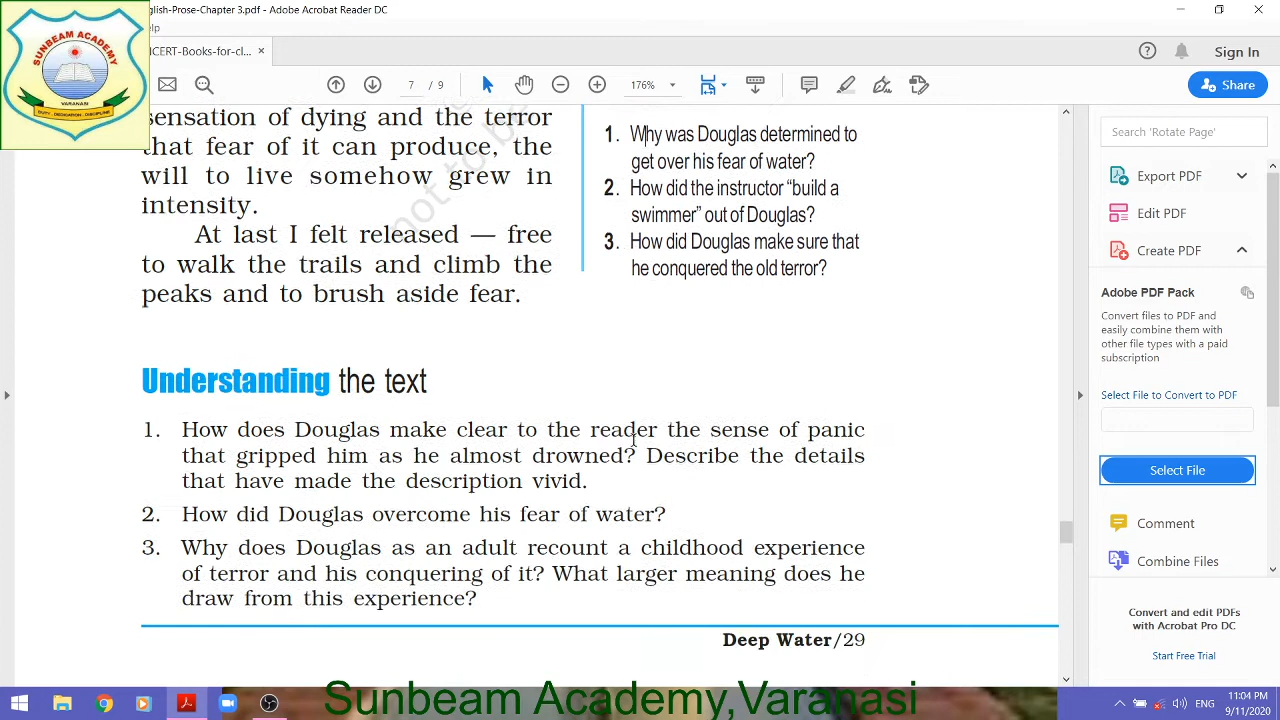 glish-Prose-Chapter 3.pdf - Adobe Acrobat Reader DC
elp
SUNBEAM ACADEMY
VARANASI
DUTY · DEDICATION · DISCIPLINE
ICERT-Books-for-cl...
Sign In
7 / 9
176%
Share
sensation of dying and the terror
that fear of it can produce, the
will to live somehow grew in
intensity.
At last I felt released — free
to walk the trails and climb the
peaks and to brush aside fear.
not to b
1. Why was Douglas determined to
get over his fear of water?
2. How did the instructor “build a
swimmer” out of Douglas?
3. How did Douglas make sure that
he conquered the old terror?
Understanding the text
1. How does Douglas make clear to the reader the sense of panic
that gripped him as he almost drowned? Describe the details
that have made the description vivid.
2. How did Douglas overcome his fear of water?
3. Why does Douglas as an adult recount a childhood experience
of terror and his conquering of it? What larger meaning does he
draw from this experience?
Deep Water/29
Search 'Rotate Page'
Export PDF
Edit PDF
Create PDF
Adobe PDF Pack
Convert files to PDF and
easily combine them with
other file types with a paid
subscription
Select File to Convert to PDF
Select File
Comment
Combine Files
Convert and edit PDFs
with Acrobat Pro DC
Start Free Trial
Sunbeam Academy,Varanasi
ENG
11:04 PM
9/11/2020